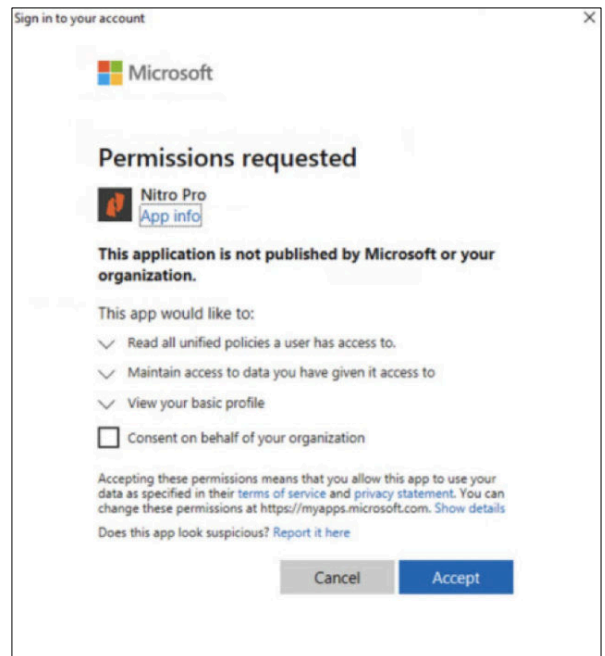 Sign in to your account
Microsoft
Permissions requested
Nitro Pro
App info
This application is not published by Microsoft or your
organization.
This app would like to:
Read all unified policies a user has access to.
Maintain access to data you have given it access to
View your basic profile
Consent on behalf of your organization
Accepting these permissions means that you allow this app to use your
data as specified in their terms of service and privacy statement. You can
change these permissions at https://myapps.microsoft.com. Show details
Does this app look suspicious? Report it here
Cancel
Accept